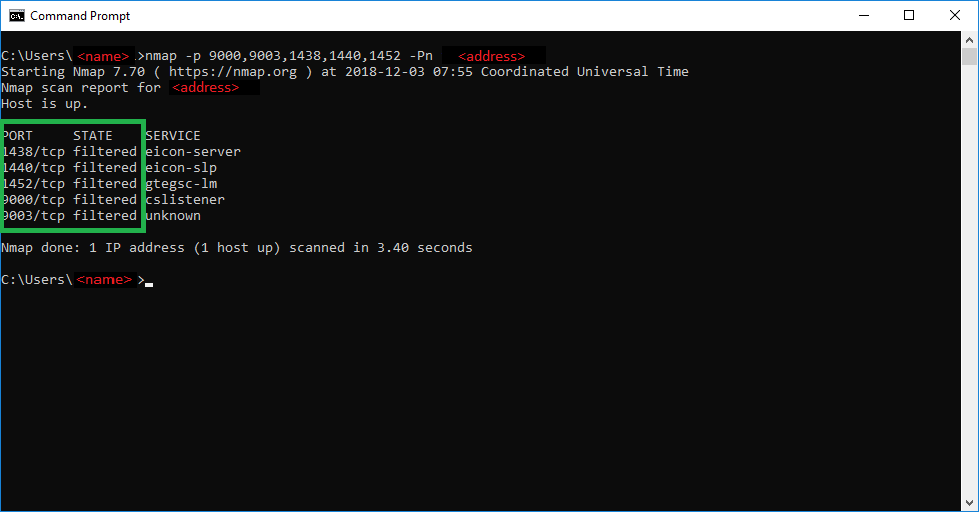 Command Prompt
C:\Users\ <name> .>nmap -p 9000,9003,1438,1440,1452 -Pn <address>
Starting Nmap 7.70 ( https://nmap.org ) at 2018-12-03 07:55 Coordinated Universal Time
Nmap scan report for <address>
Host is up.
PORT STATE SERVICE
1438/tcp filtered eicon-server
1440/tcp filtered eicon-slp
1452/tcp filtered gtegsc-lm
9000/tcp filtered cslistener
9003/tcp filtered unknown
Nmap done: 1 IP address (1 host up) scanned in 3.40 seconds
C:\Users\ <name> >